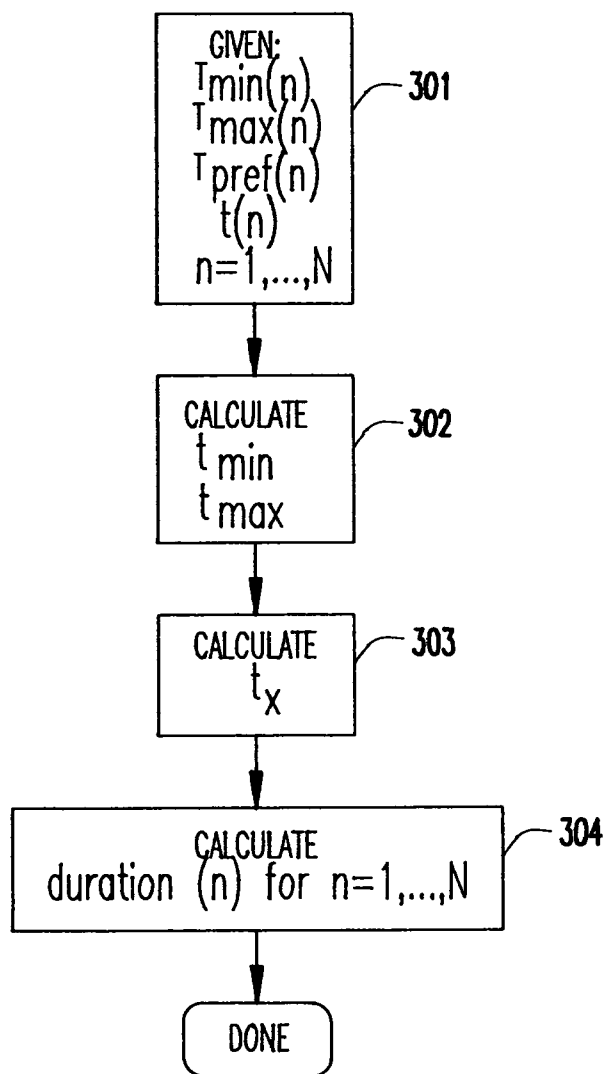 GIVEN:
Tmin(n)
Tmax(n)
Tpref(n)
t(n)
n=1,...,N
301
CALCULATE
t min
t max
302
CALCULATE
tx
303
CALCULATE
duration (n) for n=1,...,N
304
DONE